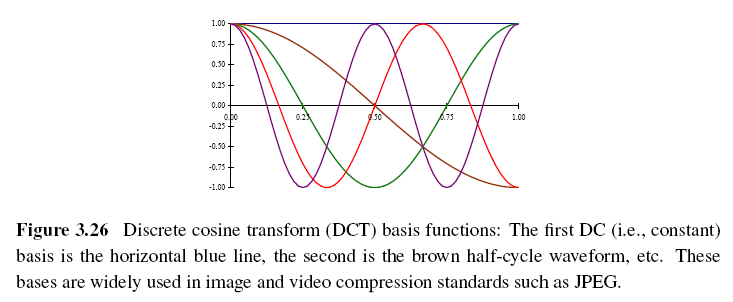 1.00
0.75
0.50
0.25
0.00
0.00 0.25 0.50 0.75 1.00
-0.25
-0.50
-0.75
-1.00
Figure 3.26 Discrete cosine transform (DCT) basis functions: The first DC (i.e., constant)
basis is the horizontal blue line, the second is the brown half-cycle waveform, etc. These
bases are widely used in image and video compression standards such as JPEG.